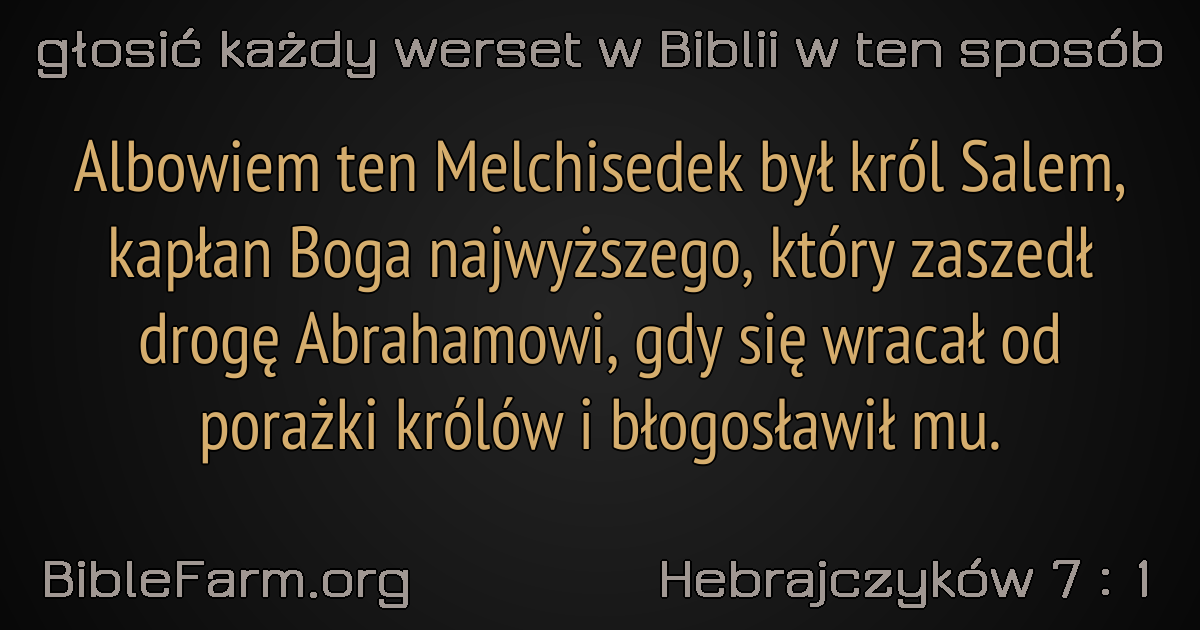 głosić każdy werset w Biblii w ten sposób
Albowiem ten Melchisedek był król Salem,
kapłan Boga najwyższego, który zaszedł
drogę Abrahamowi, gdy się wracał od
porażki królów i błogosławił mu.
BibleFarm.org
Hebrajczyków 7 : 1